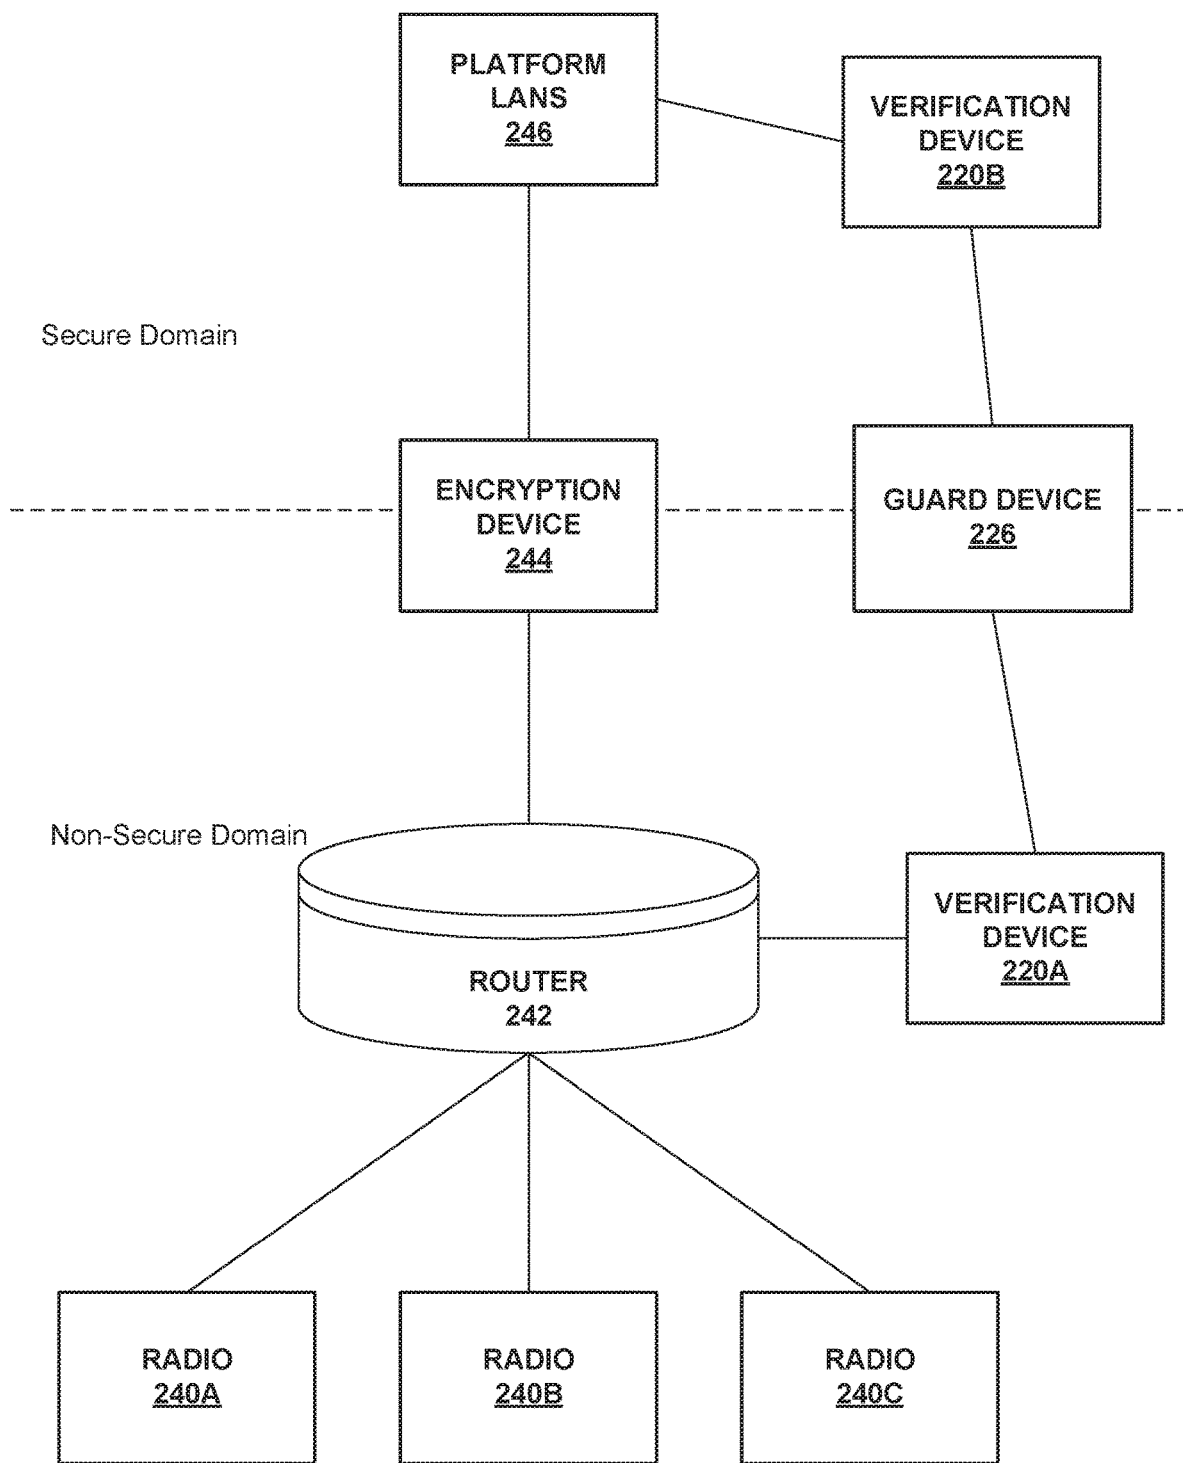 PLATFORM
LANS
246
VERIFICATION
DEVICE
220B
Secure Domain
ENCRYPTION
DEVICE
244
GUARD DEVICE
226
Non-Secure Domain
VERIFICATION
DEVICE
220A
ROUTER
242
RADIO
240A
RADIO
240B
RADIO
240C